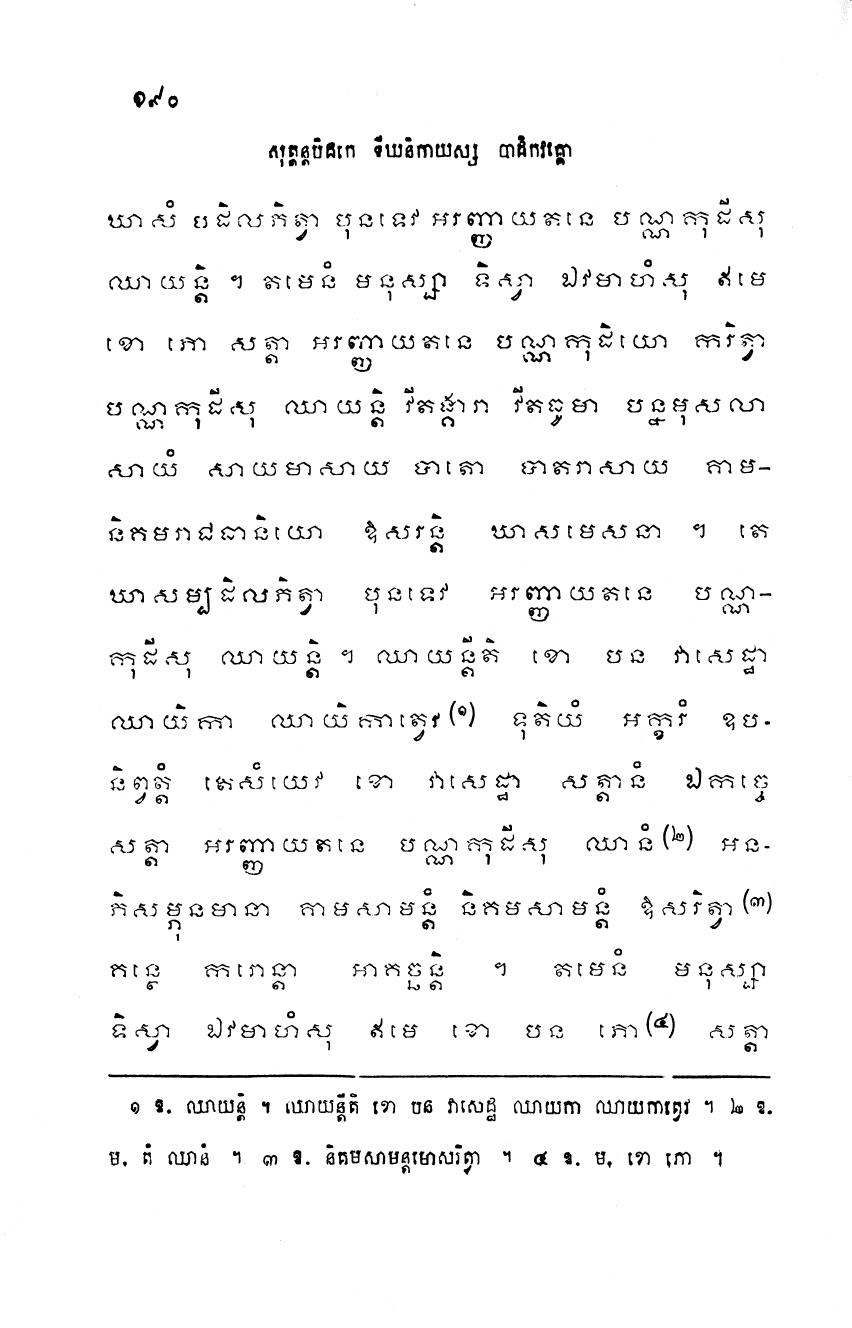 ១៩០
សុត្តន្តបិដកេ ទីឃនិកាយស្ស បាដិកវគ្គោ
ឃាសំ បដិលភិត្វា បុនទេវ អរញ្ញាយតនេ បណ្ណកុដីសុ
ឈាយន្តិ ។ តមេនំ មនុស្សា ទិស្វា ឯវមាហំសុ ឥមេ
ខោ ភោ សត្តា អរញ្ញាយតនេ បណ្ណកុដិយោ ករិត្វា
បណ្ណកុដីសុ ឈាយន្តិ វីតង្ការា វីតធូមា បន្នមុសលា
សាយំ សាយមាសាយ បាតោ បាតរាសាយ គាម-
និគមរាជធានិយោ ឱសរន្តិ ឃាសមេសនា ។ តេ
ឃាសម្បដិលភិត្វា បុនទេវ អរញ្ញាយតនេ បណ្ណ-
កុដីសុ ឈាយន្តិ ។ ឈាយន្តីតិ ខោ បន វាសេដ្ឋា
ឈាយិកា ឈាយិកាត្វេវ (១) ទុតិយំ អក្ខរំ ឧប-
និព្វត្តំ តេសំយេវ ខោ វាសេដ្ឋា សត្តានំ ឯកច្ចេ
សត្តា អរញ្ញាយតនេ បណ្ណកុដីសុ ឈានំ (២) អន-
ភិសម្ភុនមានា គាមសាមន្តំ និគមសាមន្តំ ឱសរិត្វា (៣)
គន្ថេ ករោន្តា អាគច្ឆន្តិ ។ តមេនំ មនុស្សា
ទិស្វា ឯវមាហំសុ ឥមេ ខោ បន ភោ (៤) សត្តា
១ ឱ. ឈាយន្តិ ។ ឈាយន្តីតិ ខោ បន វាសេដ្ឋ ឈាយកា ឈាយកាត្វេវ ។ ២ ឱ.
ម. តំ ឈានំ ។ ៣ ឱ. និគមសាមន្តមោសរិត្វា ។ ៤ ឱ. ម. ខោ ភោ ។